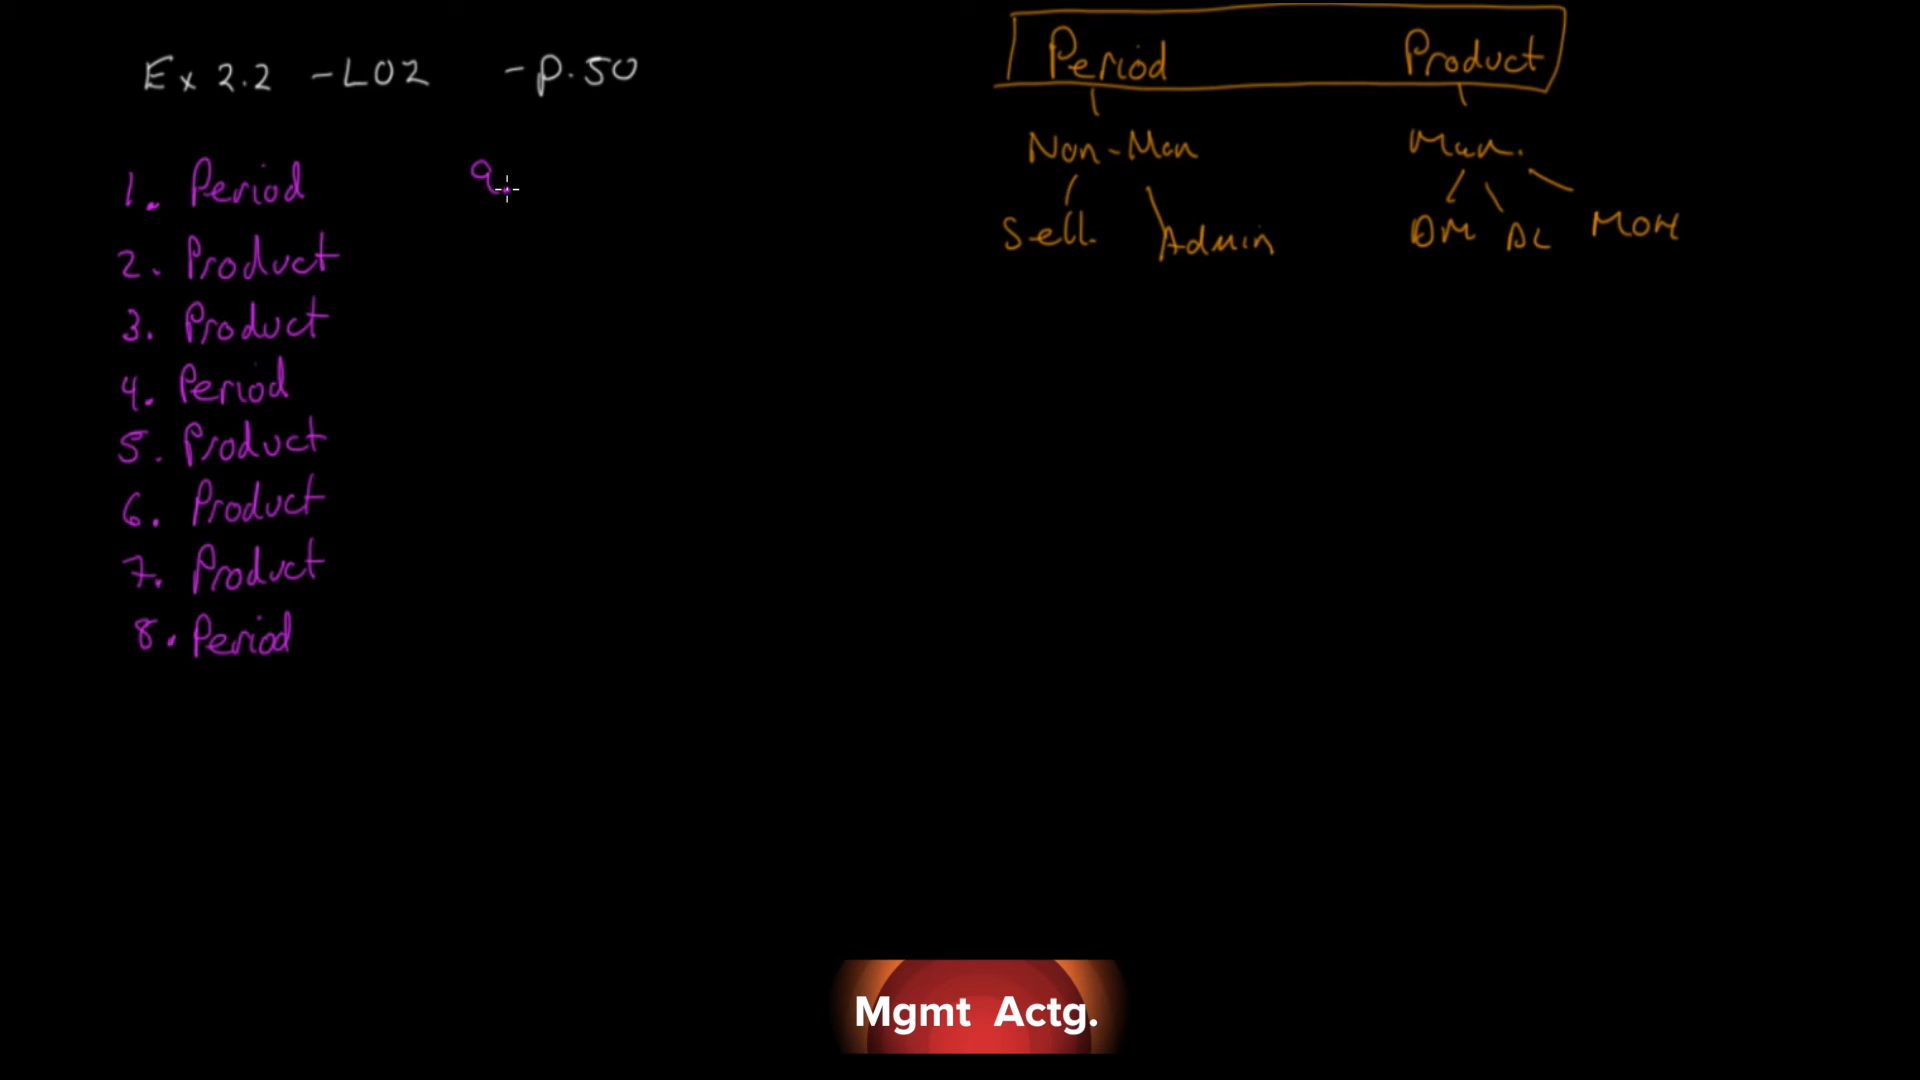 Ex 2.2 - LO2 - p.50
1. Period
2. Product
3. Product
4. Period
5. Product
6. Product
7. Product
8. Period
9.
Period Product
Non-Man Man.
Sell. Admin DM DL MOH
Mgmt Actg.